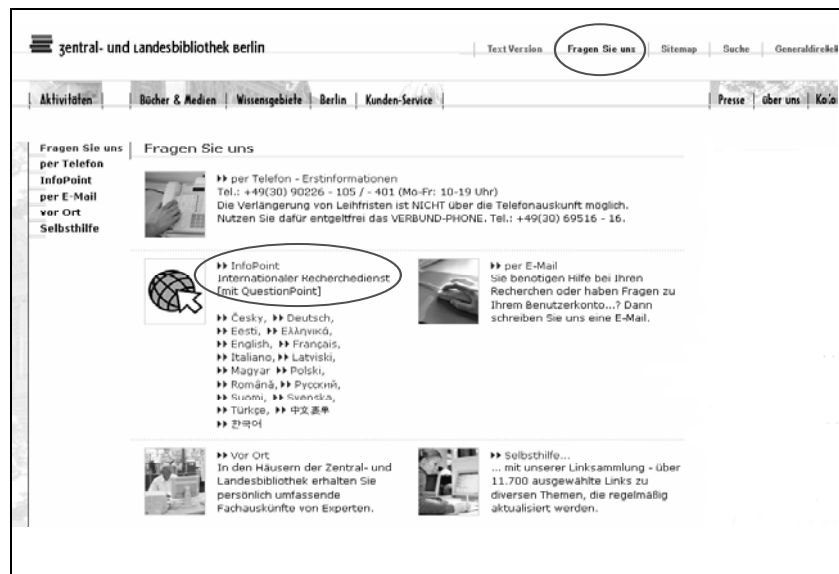 zentral- und Landesbibliothek Berlin
Text Version | Fragen Sie uns | Sitemap | Suche |
Aktivitäten | Bücher & Medien | Wissensgebiete | Berlin | Kunden-Service
Presse | über uns |
Fragen Sie uns
per Telefon
InfoPoint
per E-Mail
vor Ort
Selbsthilfe
Fragen Sie uns
per Telefon - Erstinformationen
Tel.: +49(30) 90226 - 105 / - 401 (Mo-Fr: 10-19 Uhr)
Die Verlängerung von Leihfristen ist NICHT über die Telefonauskunft möglich.
Nutzen Sie dafür entgeltfrei das VERBUND-PHONE. Tel.: +49(30) 69516 - 16.
InfoPoint
Internationaler Recherchedienst
[mit QuestionPoint]
Česky, Deutsch,
Eesti, Ελληνικά,
English, Français,
Italiano, Latviski,
Magyar Polski,
Română, Русский,
Suomi, Svenska,
Türkçe, 中文表单
한국어
per E-Mail
Sie benötigen Hilfe bei Ihren
Recherchen oder haben Fragen zu
Ihrem Benutzerkonto...? Dann
schreiben Sie uns eine E-Mail.
Vor Ort
In den Häusern der Zentral- und
Landesbibliothek erhalten Sie
persönlich umfassende
Fachauskünfte von Experten.
Selbsthilfe...
... mit unserer Linksammlung - über
11.700 ausgewählte Links zu
diversen Themen, die regelmäßig
aktualisiert werden.